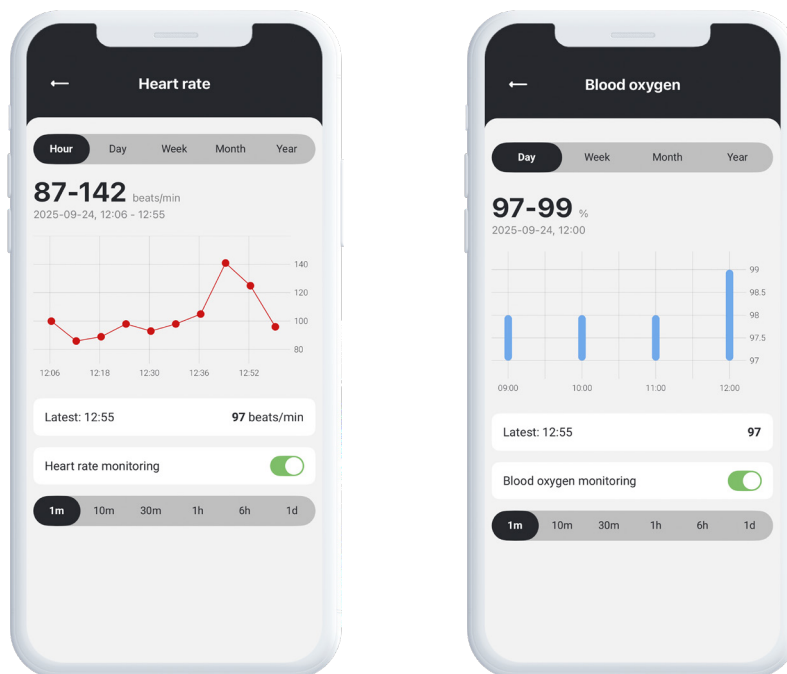 Heart rate
Hour Day Week Month Year
87-142 beats/min
2025-09-24, 12:06 - 12:55
140
120
100
80
12:06 12:18 12:30 12:36 12:52
Latest: 12:55 97 beats/min
Heart rate monitoring
1m 10m 30m 1h 6h 1d
Blood oxygen
Day Week Month Year
97-99 %
2025-09-24, 12:00
99
98.5
98
97.5
97
09:00 10:00 11:00 12:00
Latest: 12:55 97
Blood oxygen monitoring
1m 10m 30m 1h 6h 1d